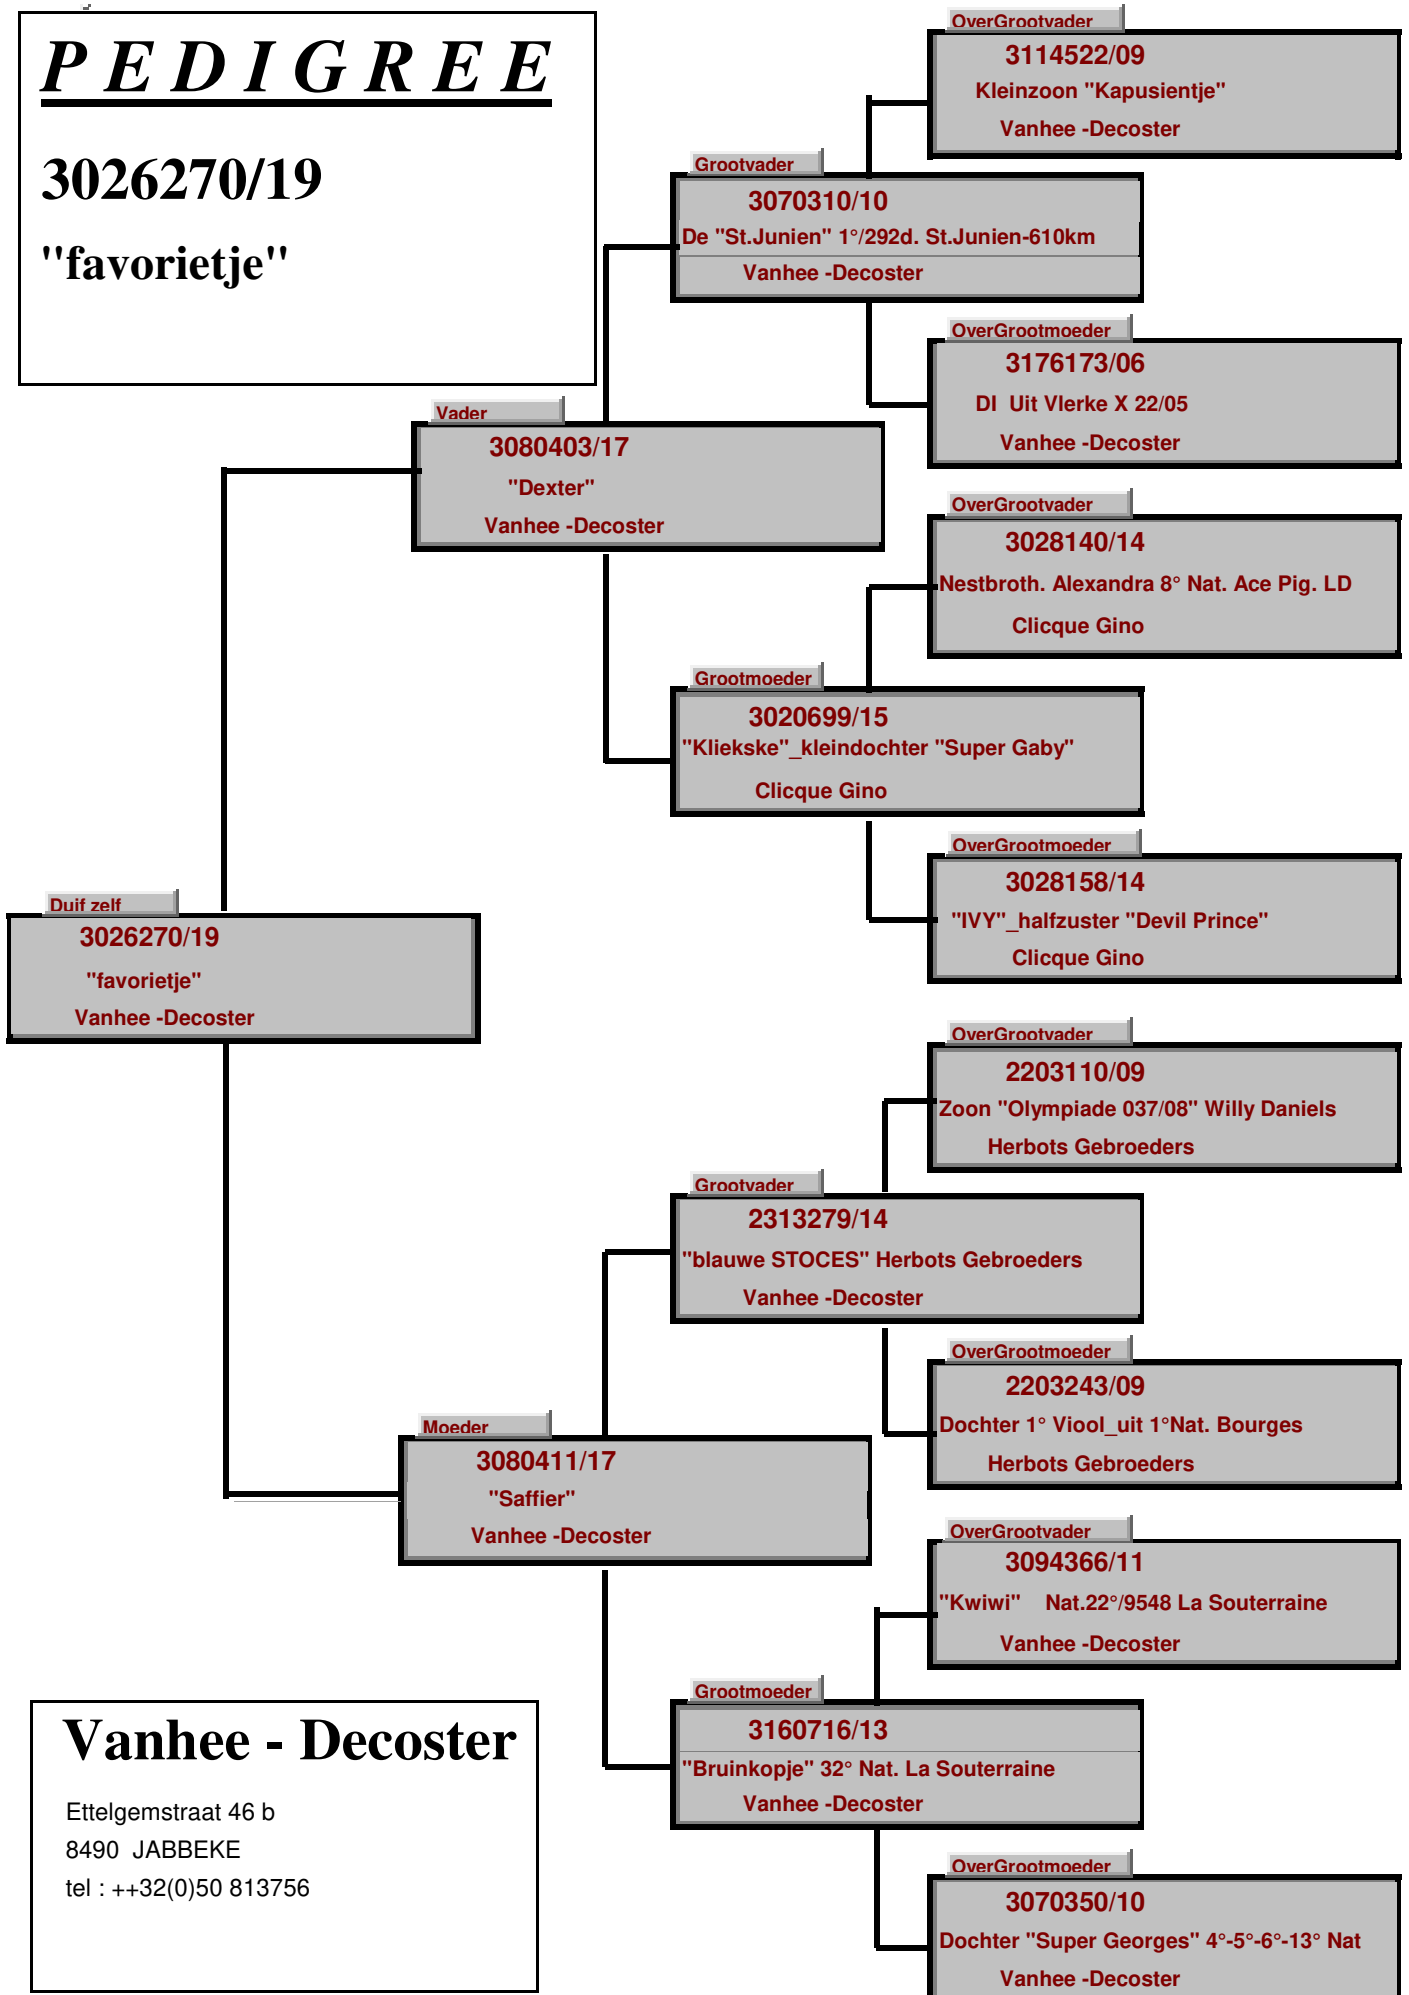 P E D I G R E E
3026270/19
"favorietje"
OverGrootvader
3114522/09
Kleinzoon "Kapusientje"
Vanhee -Decoster
Grootvader
3070310/10
De "St.Junien" 1°/292d. St.Junien-610km
Vanhee -Decoster
OverGrootmoeder
3176173/06
DI Uit Vlerke X 22/05
Vanhee -Decoster
Vader
3080403/17
"Dexter"
Vanhee -Decoster
OverGrootvader
3028140/14
Nestbroth. Alexandra 8° Nat. Ace Pig. LD
Clicque Gino
Grootmoeder
3020699/15
"Kliekske"_kleindochter "Super Gaby"
Clicque Gino
OverGrootmoeder
3028158/14
"IVY"_halfzuster "Devil Prince"
Clicque Gino
Duif zelf
3026270/19
"favorietje"
Vanhee -Decoster
OverGrootvader
2203110/09
Zoon "Olympiade 037/08" Willy Daniels
Herbots Gebroeders
Grootvader
2313279/14
"blauwe STOCES" Herbots Gebroeders
Vanhee -Decoster
OverGrootmoeder
2203243/09
Dochter 1° Viool_uit 1°Nat. Bourges
Herbots Gebroeders
Moeder
3080411/17
"Saffier"
Vanhee -Decoster
OverGrootvader
3094366/11
"Kwiwi" Nat.22°/9548 La Souterraine
Vanhee -Decoster
Grootmoeder
3160716/13
"Bruinkopje" 32° Nat. La Souterraine
Vanhee -Decoster
OverGrootmoeder
3070350/10
Dochter "Super Georges" 4°-5°-6°-13° Nat
Vanhee -Decoster
Vanhee - Decoster
Ettelgemstraat 46 b
8490 JABBEKE
tel : ++32(0)50 813756